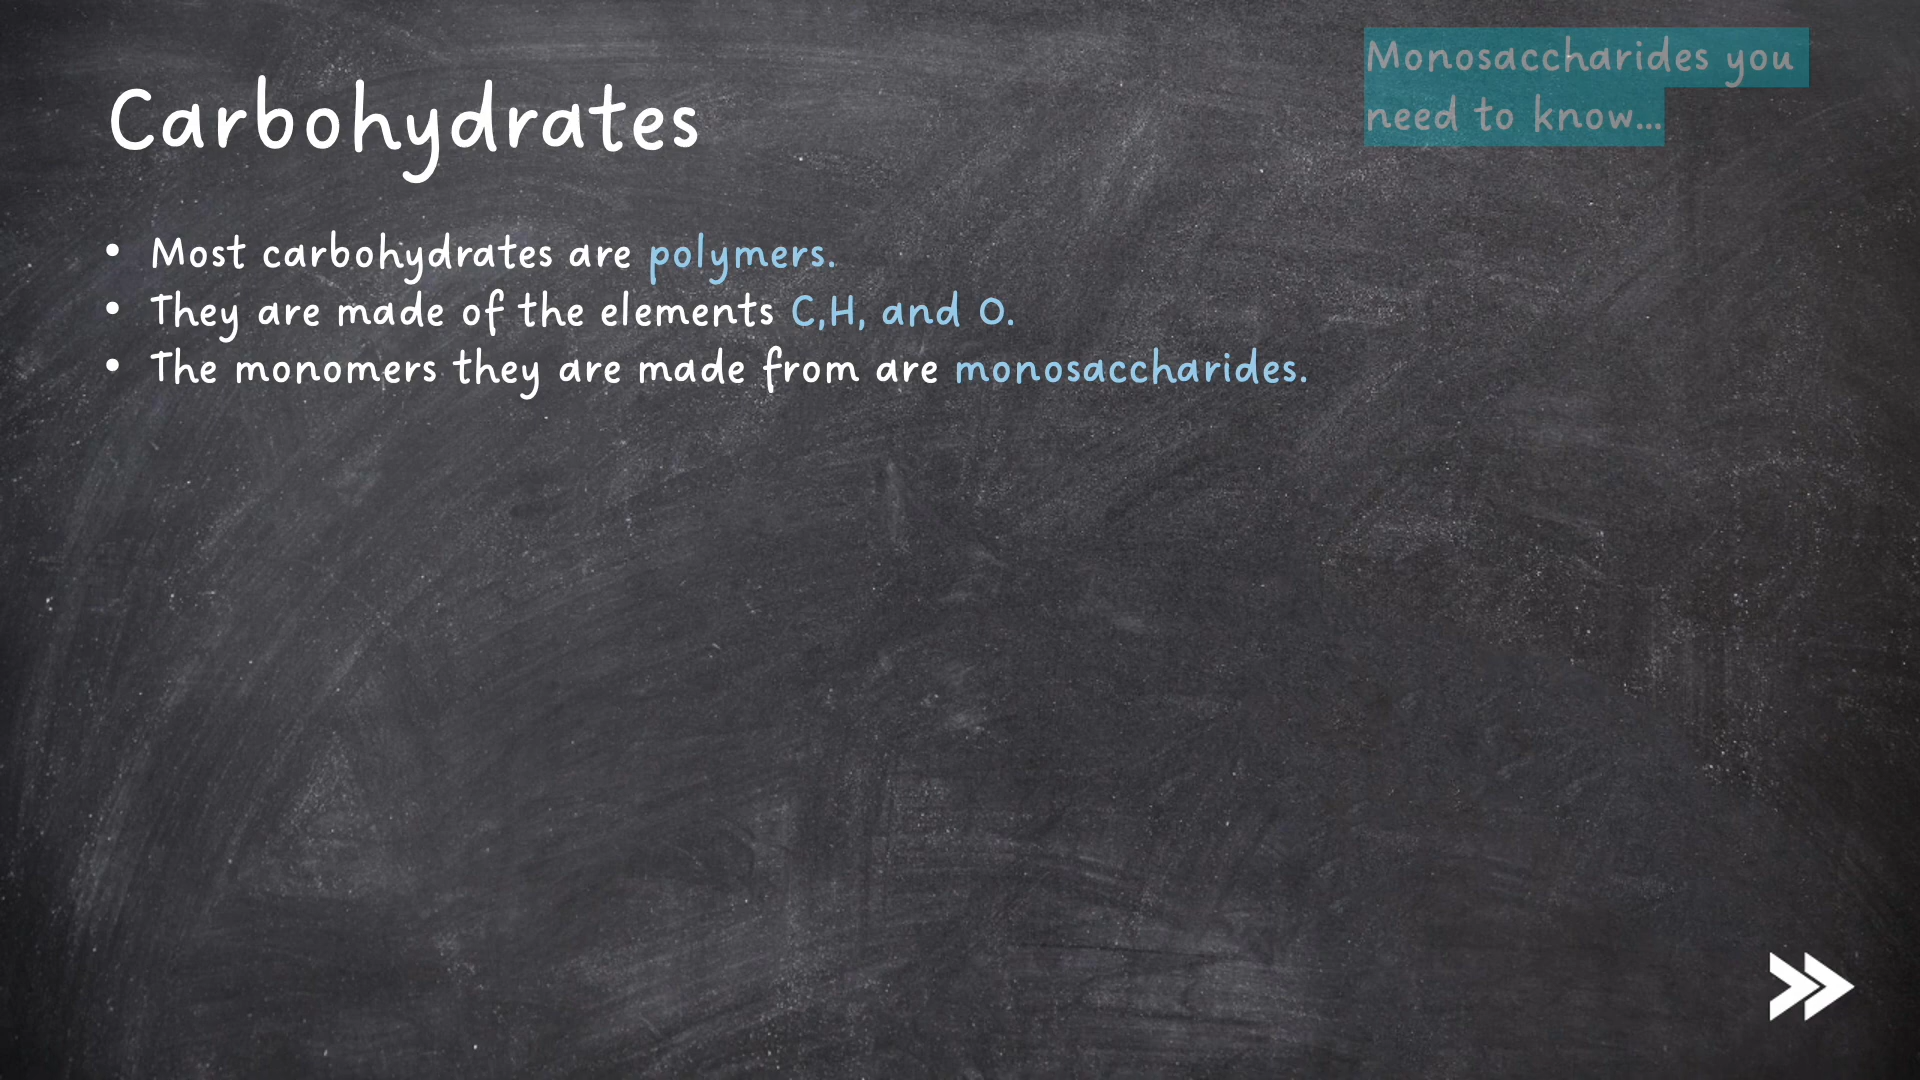 Carbohydrates
Monosaccharides you
need to know...
• Most carbohydrates are polymers.
• They are made of the elements C,H, and O.
• The monomers they are made from are monosaccharides.